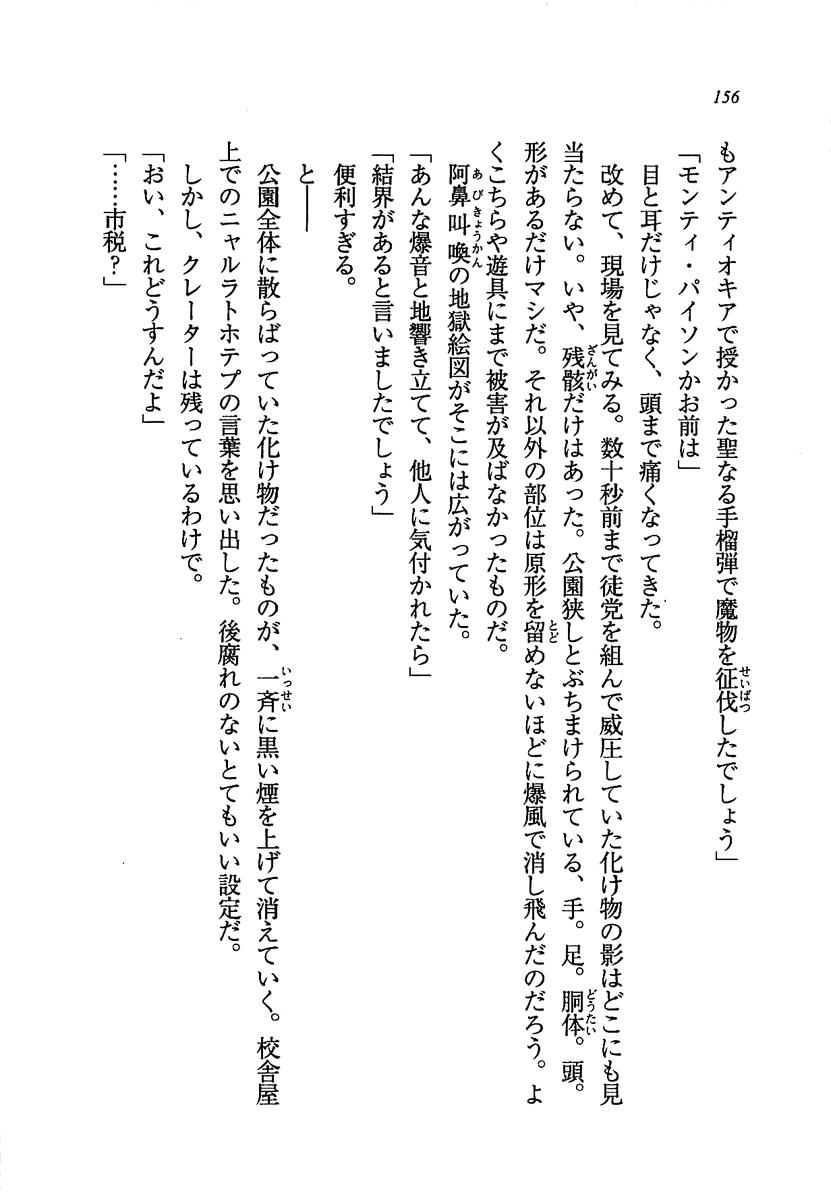 156
もアンティオキアで授かった聖なる手榴弾で魔物を征伐したでしょう」
「モンティ・パイソンかお前は」
目と耳だけじゃなく、頭まで痛くなってきた。
改めて、現場を見てみる。数十秒前まで徒党を組んで威圧していた化け物の影はどこにも見
当たらない。いや、残骸だけはあった。公園狭しとぶちまけられている、手。足。胴体。頭。
形があるだけマシだ。それ以外の部位は原形を留めないほどに爆風で消し飛んだのだろう。よ
くこちらや遊具にまで被害が及ばなかったものだ。
阿鼻叫喚の地獄絵図がそこには広がっていた。
「あんな爆音と地響き立てて、他人に気付かれたら」
「結界があると言いましたでしょう」
便利すぎる。
と――
公園全体に散らばっていた化け物だったものが、一斉に黒い煙を上げて消えていく。校舎屋
上でのニャルラトホテプの言葉を思い出した。後腐れのないとてもいい設定だ。
しかし、クレーターは残っているわけで。
「おい、これどうすんだよ」
「……市税?」